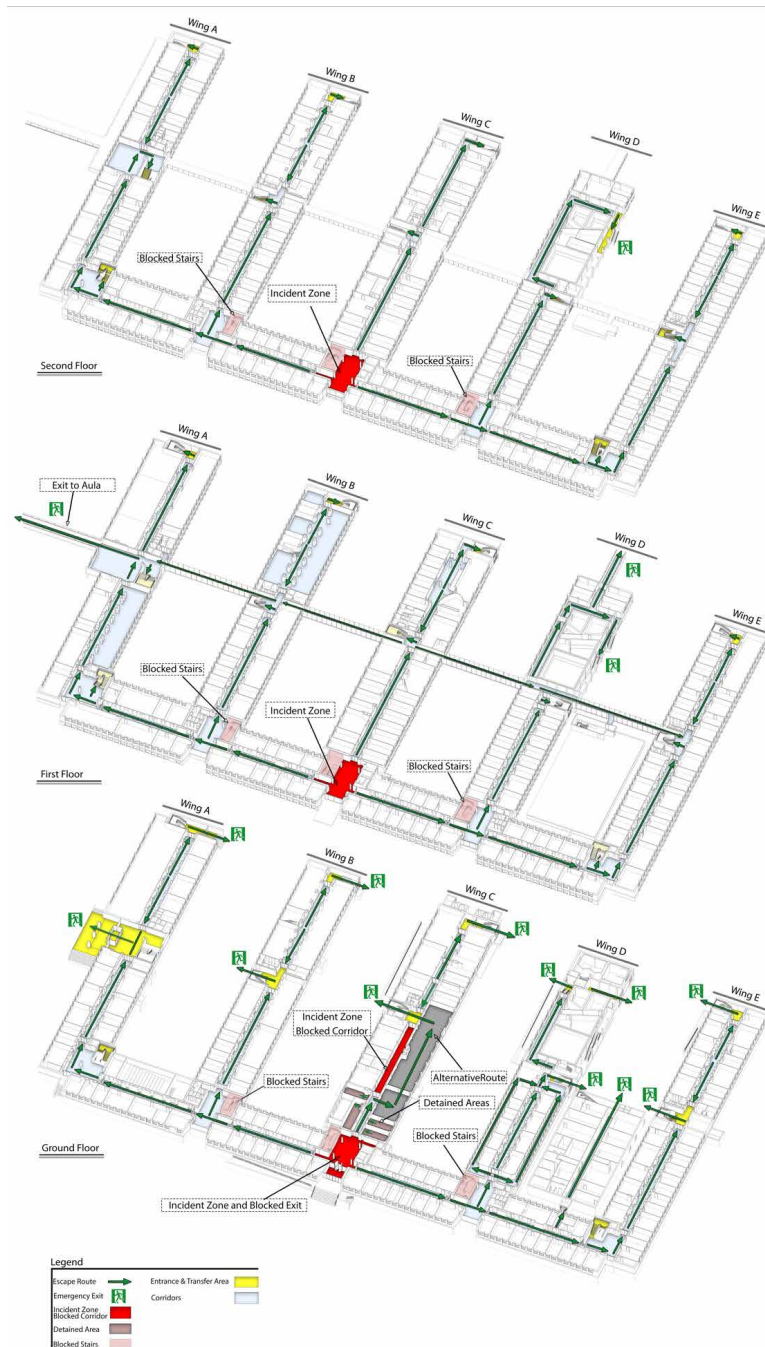 Wing A
Wing B
Wing C
Wing D
Wing E
Blocked Stairs
Incident Zone
Blocked Stairs
Second Floor
Wing A
Exit to Aula
Wing B
Wing C
Wing D
Wing E
Blocked Stairs
Incident Zone
Blocked Stairs
First Floor
Wing A
Wing B
Wing C
Wing D
Wing E
Incident Zone
Blocked Corridor
AlternativeRoute
Blocked Stairs
Detained Areas
Blocked Stairs
Ground Floor
Incident Zone and Blocked Exit
Legend
Escape Route
Entrance & Transfer Area
Emergency Exit
Corridors
Incident Zone
Blocked Corridor
Detained Area
Blocked Stairs